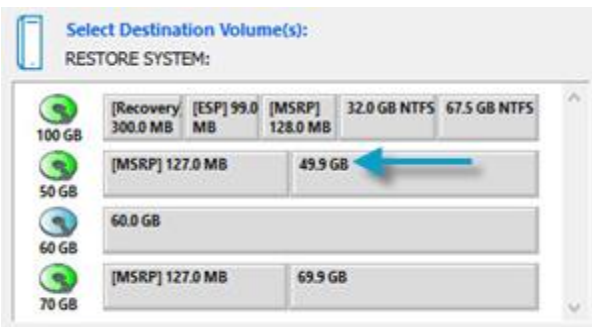 Select Destination Volume(s):
RESTORE SYSTEM:
[Recovery] [ESP] 99.0 [MSRP] 32.0 GB NTFS 67.5 GB NTFS
300.0 MB MB 128.0 MB
100 GB
[MSRP] 127.0 MB 49.9 GB
50 GB
60.0 GB
60 GB
[MSRP] 127.0 MB 69.9 GB
70 GB